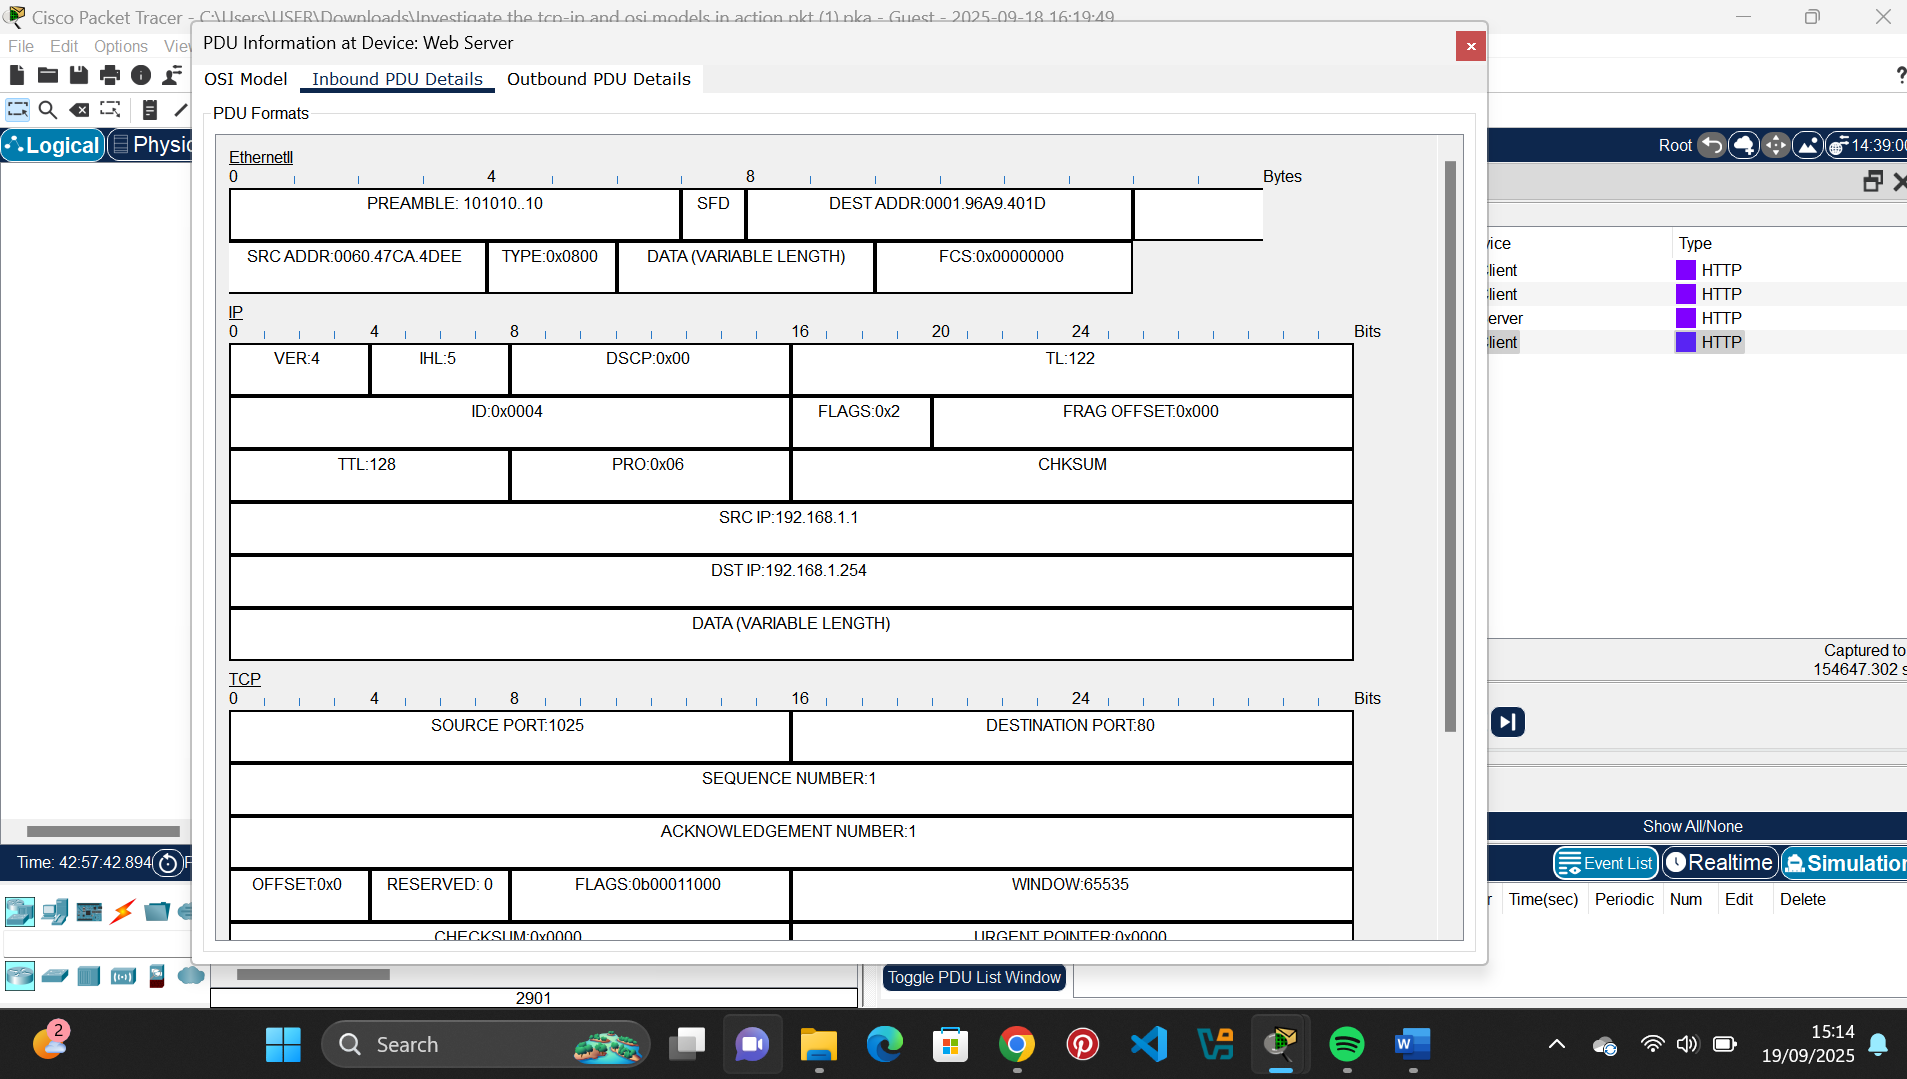 Cisco Packet Tracer - C:\Users\USER\Downloads\Investigate the tcp-ip and osi models in action pkt (1).pka - Guest - 2025-09-18 16:19:49
File Edit Options
PDU Information at Device: Web Server
OSI Model Inbound PDU Details Outbound PDU Details
PDU Formats
Logical
Root
14:39:00
EthernetII
0 4 8 Bytes
PREAMBLE: 101010..10 SFD DEST ADDR:0001.96A9.401D
SRC ADDR:0060.47CA.4DEE TYPE:0x0800 DATA (VARIABLE LENGTH) FCS:0x00000000
IP
0 4 8 16 20 24 Bits
VER:4 IHL:5 DSCP:0x00 TL:122
ID:0x0004 FLAGS:0x2 FRAG OFFSET:0x000
TTL:128 PRO:0x06 CHKSUM
SRC IP:192.168.1.1
DST IP:192.168.1.254
DATA (VARIABLE LENGTH)
TCP
0 4 8 16 24 Bits
SOURCE PORT:1025 DESTINATION PORT:80
SEQUENCE NUMBER:1
ACKNOWLEDGEMENT NUMBER:1
OFFSET:0x0 RESERVED: 0 FLAGS:0b00011000 WINDOW:65535
CHECKSUM:0x0000 URGENT POINTER:0x0000
Type
HTTP
HTTP
HTTP
HTTP
Captured to
154647.302 s
Show All/None
Time: 42:57:42.894
Event List Realtime Simulation
Time(sec) Periodic Num Edit Delete
Toggle PDU List Window
2901
2
Search
15:14
19/09/2025